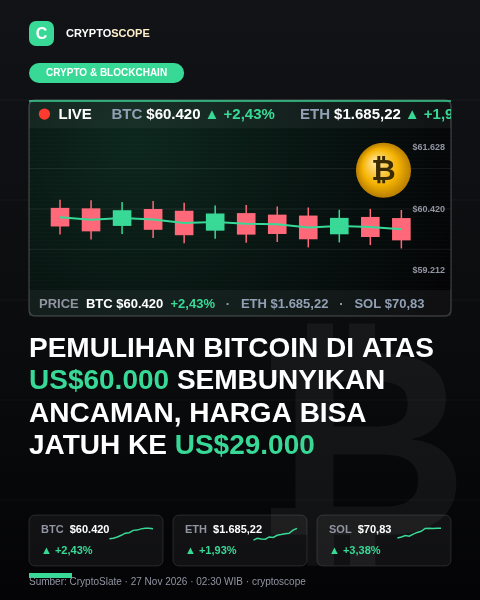 C CRYPTOSCOPE
CRYPTO & BLOCKCHAIN
LIVE BTC $60.420 ▲ +2,43% ETH $1.685,22 ▲ +1,9
$61.628
$60.420
$59.212
PRICE BTC $60.420 +2,43% · ETH $1.685,22 · SOL $70,83
PEMULIHAN BITCOIN DI ATAS
US$60.000 SEMBUNYIKAN
ANCAMAN, HARGA BISA
JATUH KE US$29.000
BTC $60.420
▲ +2,43%
ETH $1.685,22
▲ +1,93%
SOL $70,83
▲ +3,38%
Sumber: CryptoSlate · 27 Nov 2026 · 02:30 WIB · cryptoscope